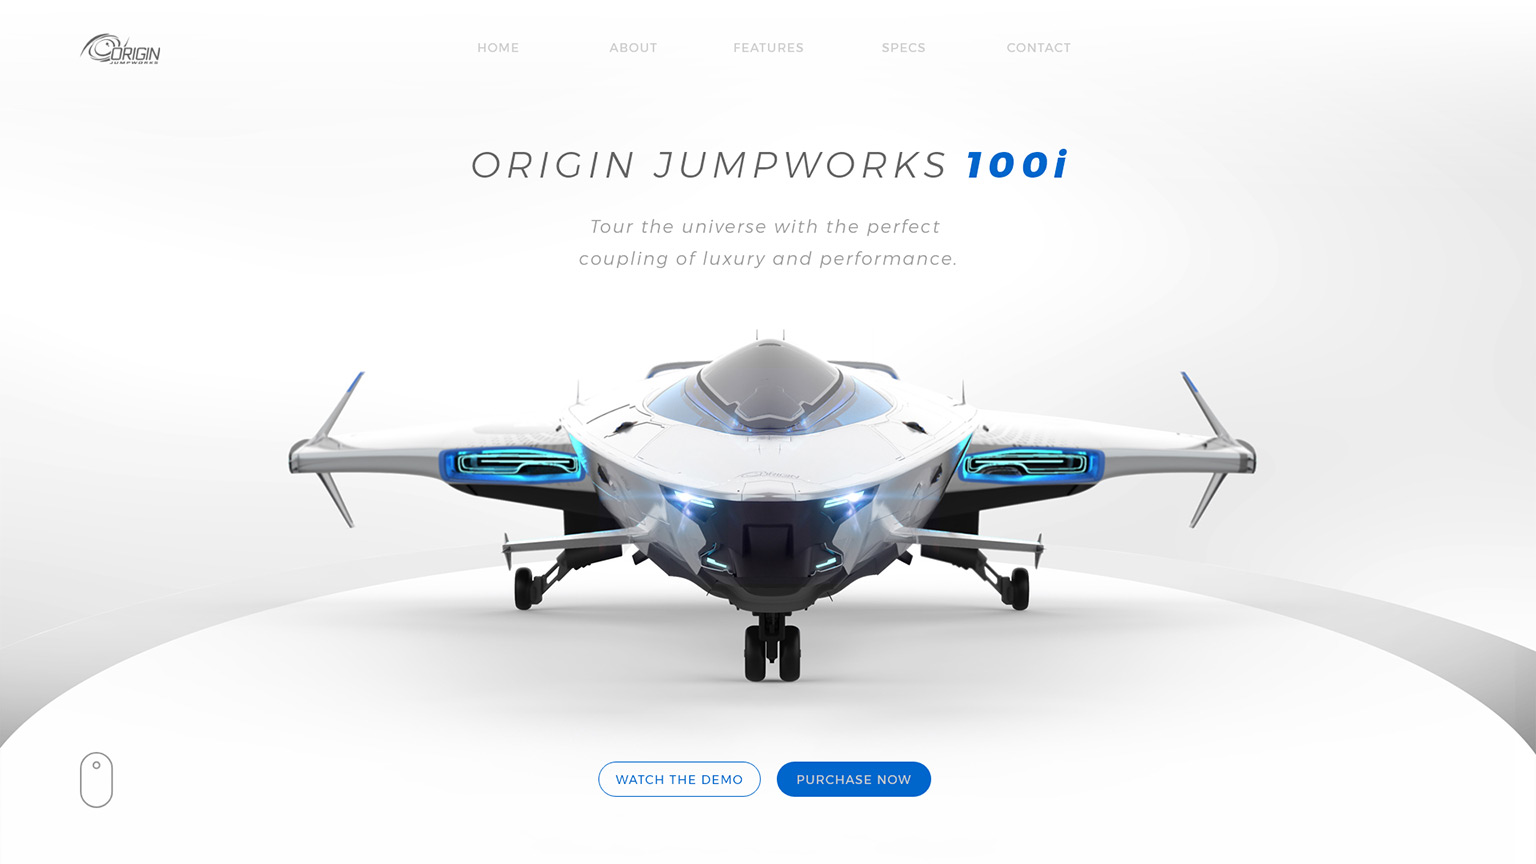 ORIGIN
JUMPWORKS
HOME ABOUT FEATURES SPECS CONTACT
ORIGIN JUMPWORKS 100i
Tour the universe with the perfect
coupling of luxury and performance.
ORIGIN
WATCH THE DEMO PURCHASE NOW